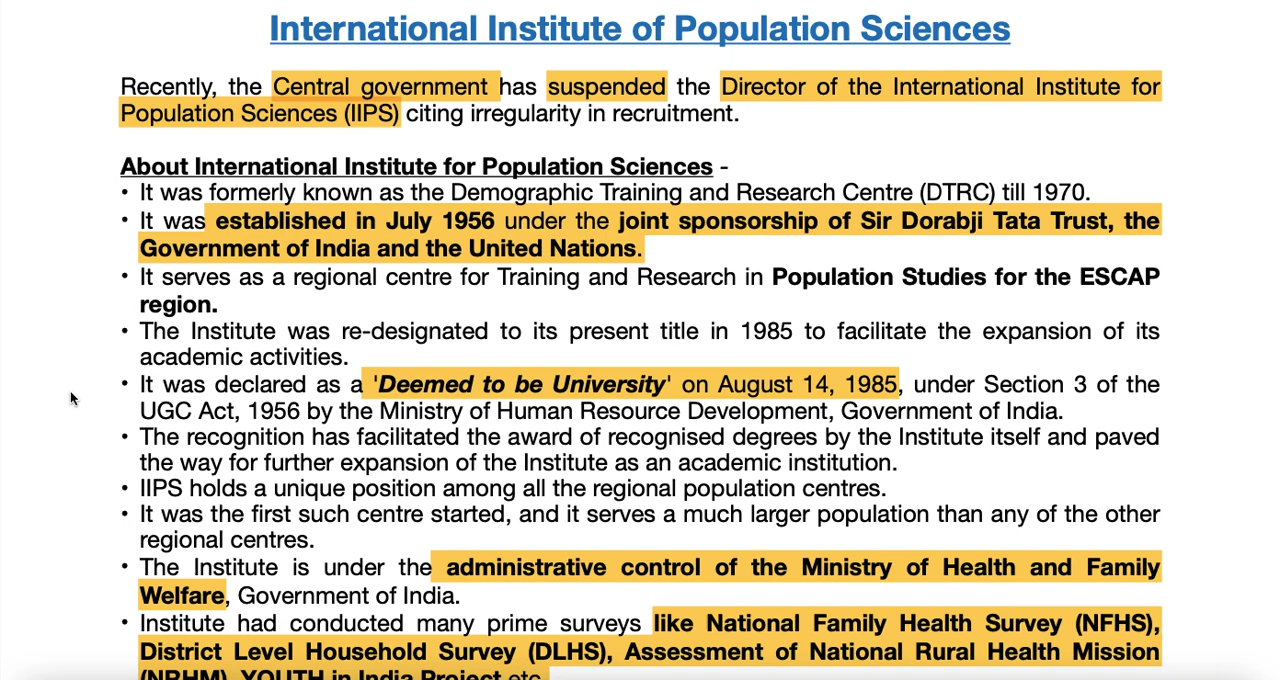 International Institute of Population Sciences
Recently, the Central government has suspended the Director of the International Institute for
Population Sciences (IIPS) citing irregularity in recruitment.
About International Institute for Population Sciences -
• It was formerly known as the Demographic Training and Research Centre (DTRC) till 1970.
• It was established in July 1956 under the joint sponsorship of Sir Dorabji Tata Trust, the
Government of India and the United Nations.
• It serves as a regional centre for Training and Research in Population Studies for the ESCAP
region.
• The Institute was re-designated to its present title in 1985 to facilitate the expansion of its
academic activities.
• It was declared as a 'Deemed to be University' on August 14, 1985, under Section 3 of the
UGC Act, 1956 by the Ministry of Human Resource Development, Government of India.
• The recognition has facilitated the award of recognised degrees by the Institute itself and paved
the way for further expansion of the Institute as an academic institution.
• IIPS holds a unique position among all the regional population centres.
• It was the first such centre started, and it serves a much larger population than any of the other
regional centres.
• The Institute is under the administrative control of the Ministry of Health and Family
Welfare, Government of India.
• Institute had conducted many prime surveys like National Family Health Survey (NFHS),
District Level Household Survey (DLHS), Assessment of National Rural Health Mission
(NRHM), YOUTH in India Project etc.